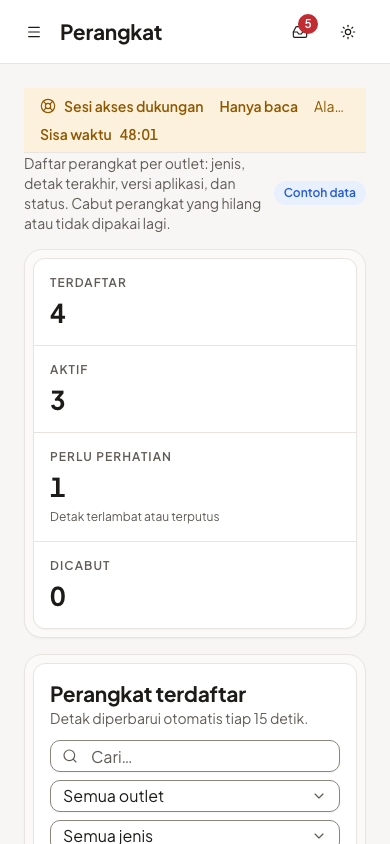 Perangkat
5
Sesi akses dukungan Hanya baca Ala...
Sisa waktu 48:01
Daftar perangkat per outlet: jenis,
detak terakhir, versi aplikasi, dan
status. Cabut perangkat yang hilang
atau tidak dipakai lagi.
Contoh data
TERDAFTAR
4
AKTIF
3
PERLU PERHATIAN
1
Detak terlambat atau terputus
DICABUT
0
Perangkat terdaftar
Detak diperbarui otomatis tiap 15 detik.
Cari...
Semua outlet
Semua jenis